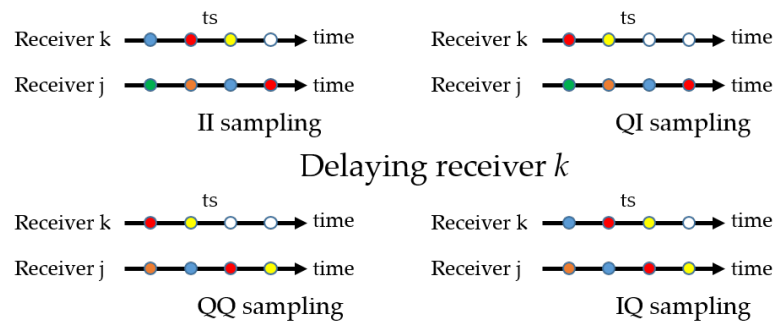 ts
Receiver k time
Receiver j time
II sampling
ts
Receiver k time
Receiver j time
QI sampling
Delaying receiver k
ts
Receiver k time
Receiver j time
QQ sampling
ts
Receiver k time
Receiver j time
IQ sampling